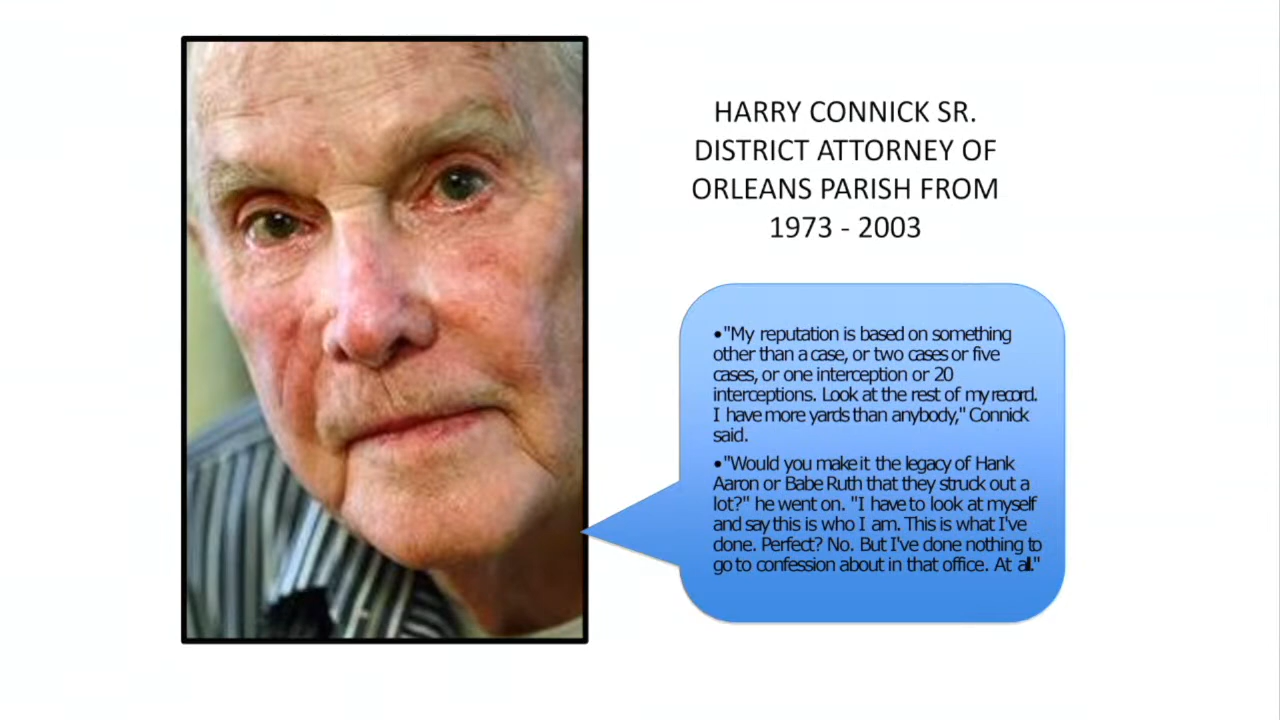 HARRY CONNICK SR.
DISTRICT ATTORNEY OF
ORLEANS PARISH FROM
1973 - 2003
•"My reputation is based on something
other than a case, or two cases or five
cases, or one interception or 20
interceptions. Look at the rest of my record.
I have more yards than anybody," Connick
said.
•"Would you make it the legacy of Hank
Aaron or Babe Ruth that they struck out a
lot?" he went on. "I have to look at myself
and say this is who I am. This is what I've
done. Perfect? No. But I've done nothing to
go to confession about in that office. At all."